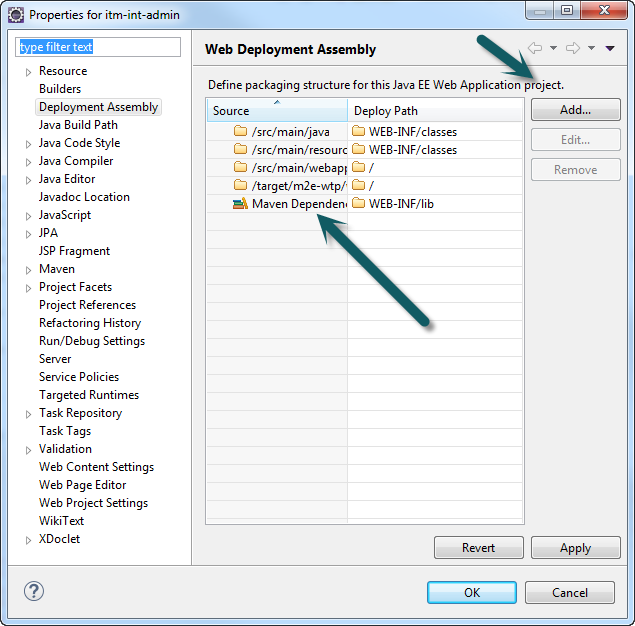 Properties for itm-int-admin
type filter text
Resource
Builders
Deployment Assembly
Java Build Path
Java Code Style
Java Compiler
Java Editor
Javadoc Location
JavaScript
JPA
JSP Fragment
Maven
Project Facets
Project References
Refactoring History
Run/Debug Settings
Server
Service Policies
Targeted Runtimes
Task Repository
Task Tags
Validation
Web Content Settings
Web Page Editor
Web Project Settings
WikiText
XDoclet
Web Deployment Assembly
Define packaging structure for this Java EE Web Application project.
Source Deploy Path
/src/main/java WEB-INF/classes
/src/main/resourc WEB-INF/classes
/src/main/webapp /
/target/m2e-wtp/ /
Maven Dependenc WEB-INF/lib
Add...
Edit...
Remove
Revert Apply
? OK Cancel